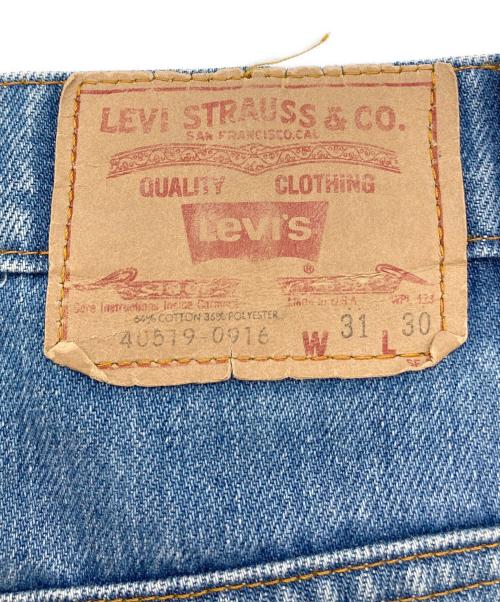 LEVI STRAUSS & CO.
SAN FRANCISCO, CAL
QUALITY CLOTHING
Levi's
®
Care Instructions Inside Garment Made in U.S.A. WPL 423
64% COTTON 36% POLYESTER
40519-0916 W 31 L 30
SF